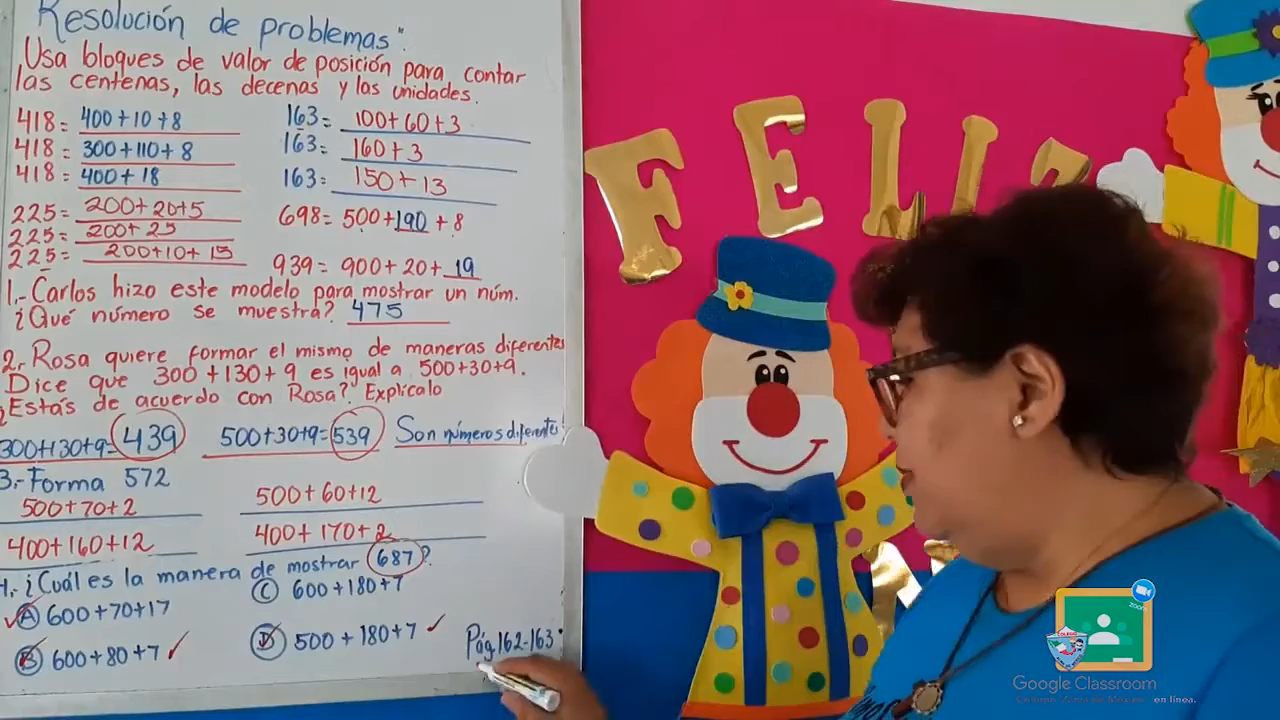 Resolución de problemas:
Usa bloques de valor de posición para contar
las centenas, las decenas y las unidades.
418= 400+10+8
418= 300+110+8
418= 400+18
225= 200+20+5
225= 200+25
225= 200+10+15
163= 100+60+3
163= 160+3
163= 150+13
698= 500+190+8
939= 900+20+19
1.-Carlos hizo este modelo para mostrar un núm.
¿Qué número se muestra? 475
2.-Rosa quiere formar el mismo de maneras diferentes
Dice que 300+130+9 es igual a 500+30+9.
¿Estás de acuerdo con Rosa? Explícalo
300+130+9=439 500+30+9=539 Son números diferentes
3.-Forma 572
500+70+2 500+60+12
400+160+12 400+170+2
4.-¿Cuál es la manera de mostrar 687?
A 600+70+17 C 600+180+7
B 600+80+7 D 500+180+7
Pág.162-163
FELIZ
zoom
COLEGIO
Google Classroom
en línea.